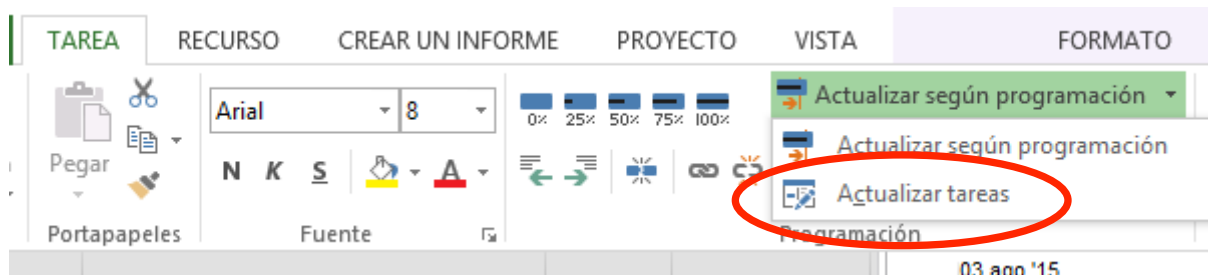 TAREA RECURSO CREAR UN INFORME PROYECTO VISTA FORMATO
Arial 8
0% 25% 50% 75% 100%
Actualizar según programación
Actualizar según programación
Pegar
N K S A
Actualizar tareas
Portapapeles Fuente Programación
03 ago '15